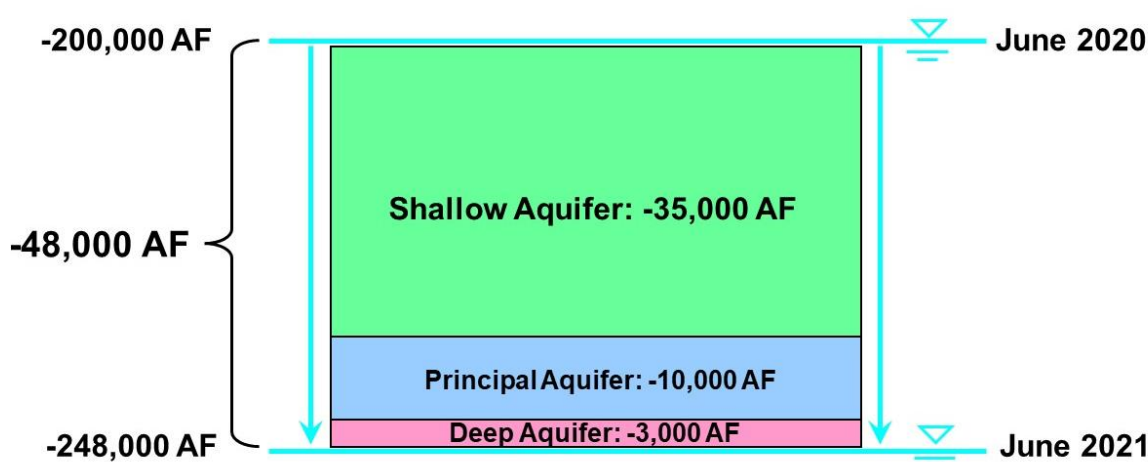 -200,000 AF
June 2020
Shallow Aquifer: -35,000 AF
-48,000 AF
Principal Aquifer: -10,000 AF
Deep Aquifer: -3,000 AF
-248,000 AF
June 2021